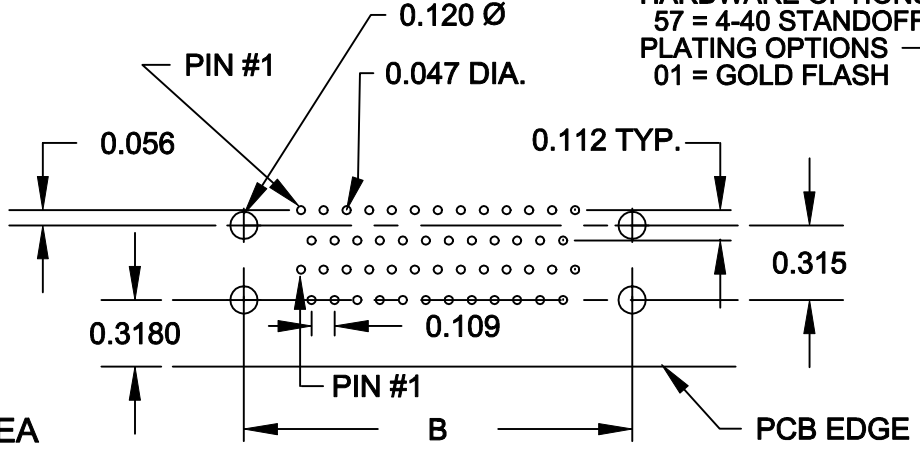 HARDWARE OPTIONS
57 = 4-40 STANDOFF
PLATING OPTIONS
01 = GOLD FLASH
0.120 Ø
PIN #1
0.047 DIA.
0.056
0.112 TYP.
0.315
0.3180
0.109
PIN #1
EA
B
PCB EDGE